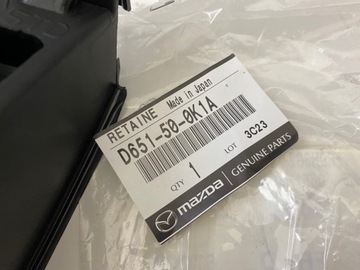 RETAINE Made in Japan
D651-50-0K1A
QTY 1 LOT 3C23
mazda GENUINE PARTS